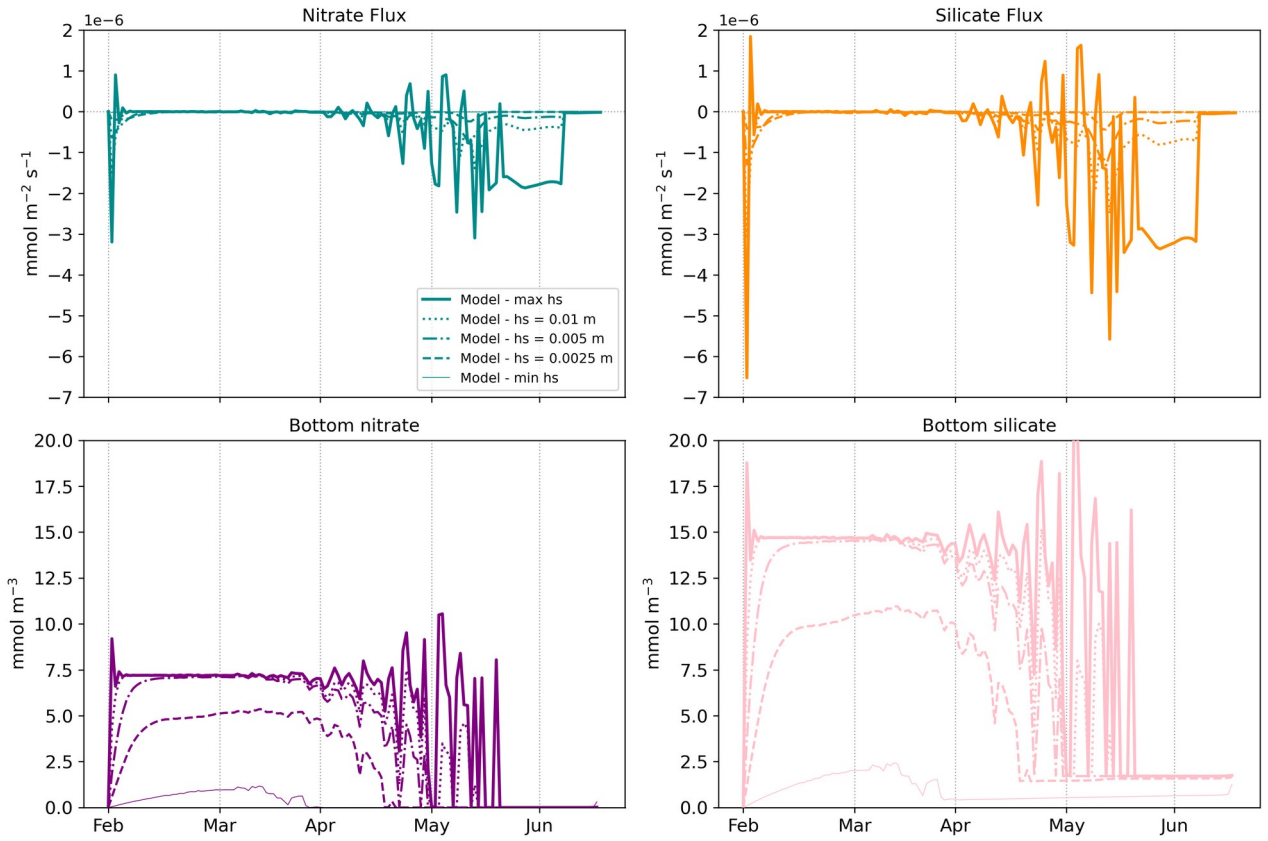 Nitrate Flux
1e−6
2
1
0
−1
−2
−3
−4
−5
−6
−7
mmol m−2 s−1
Model - max hs
Model - hs = 0.01 m
Model - hs = 0.005 m
Model - hs = 0.0025 m
Model - min hs
Silicate Flux
1e−6
2
1
0
−1
−2
−3
−4
−5
−6
−7
mmol m−2 s−1
Bottom nitrate
20.0
17.5
15.0
12.5
10.0
7.5
5.0
2.5
0.0
mmol m−3
Feb Mar Apr May Jun
Bottom silicate
20.0
17.5
15.0
12.5
10.0
7.5
5.0
2.5
0.0
mmol m−3
Feb Mar Apr May Jun